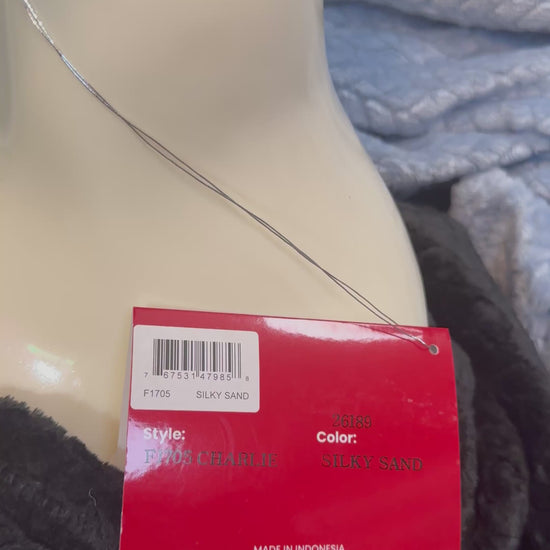 7 67531 47985 8
F1705 SILKY SAND
26189
Style: Color:
F1705 CHARLIE SILKY SAND
MADE IN INDONESIA